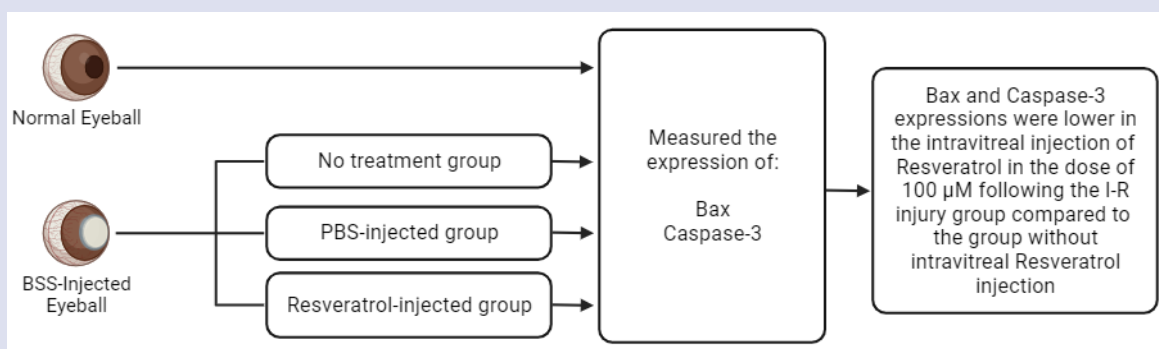 Normal Eyeball
BSS-Injected
Eyeball
No treatment group
PBS-injected group
Resveratrol-injected group
Measured the
expression of:
Bax
Caspase-3
Bax and Caspase-3
expressions were lower in
the intravitreal injection of
Resveratrol in the dose of
100 µM following the I-R
injury group compared to
the group without
intravitreal Resveratrol
injection